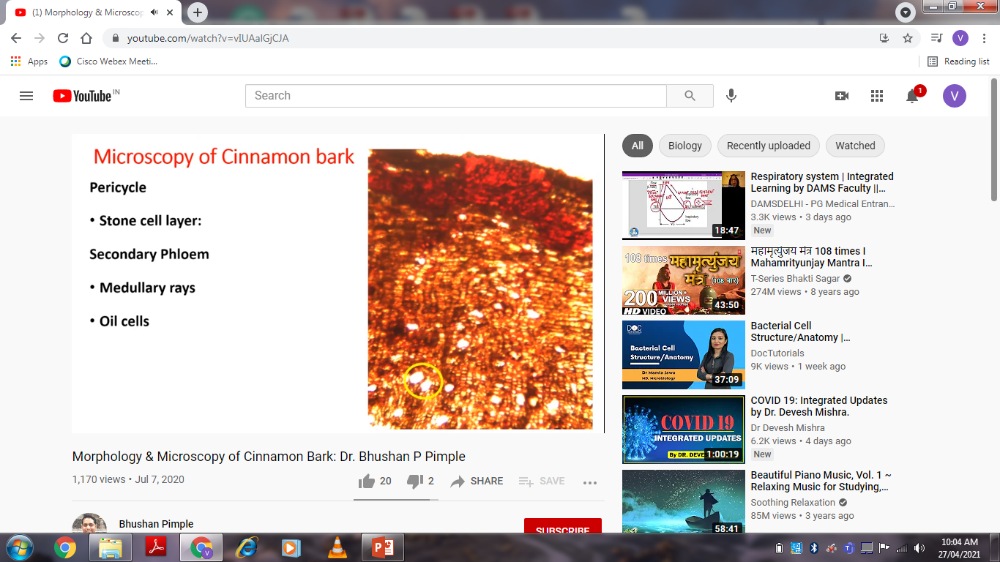 (1) Morphology & Microscop
youtube.com/watch?v=vIUAalGjCJA
V
Apps
Cisco Webex Meeti...
Reading list
YouTube IN
Search
1
V
Microscopy of Cinnamon bark
Pericycle
• Stone cell layer:
Secondary Phloem
• Medullary rays
• Oil cells
Morphology & Microscopy of Cinnamon Bark: Dr. Bhushan P Pimple
1,170 views • Jul 7, 2020
20
2
SHARE
SAVE
Bhushan Pimple
SUBSCRIBE
All
Biology
Recently uploaded
Watched
18:47
Respiratory system | Integrated
Learning by DAMS Faculty ||...
DAMSDELHI - PG Medical Entran...
3.3K views • 3 days ago
New
108 times
महामृत्युंजय
मंत्र (108 बार)
200 MILLION+
VIEWS
HD VIDEO
43:50
महामृत्युंजय मंत्र 108 times I
Mahamrityunjay Mantra I...
T-Series Bhakti Sagar
274M views • 8 years ago
Bacterial Cell
Structure/Anatomy
Dr Mamta Jawa
MD, Microbiology
37:09
Bacterial Cell
Structure/Anatomy |...
DocTutorials
9K views • 1 week ago
COVID 19
INTEGRATED UPDATES
By DR. DEVE
1:00:19
COVID 19: Integrated Updates
by Dr. Devesh Mishra.
Dr Devesh Mishra
6.2K views • 4 days ago
New
58:41
Beautiful Piano Music, Vol. 1 ~
Relaxing Music for Studying,...
Soothing Relaxation
85M views • 3 years ago
10:04 AM
27/04/2021